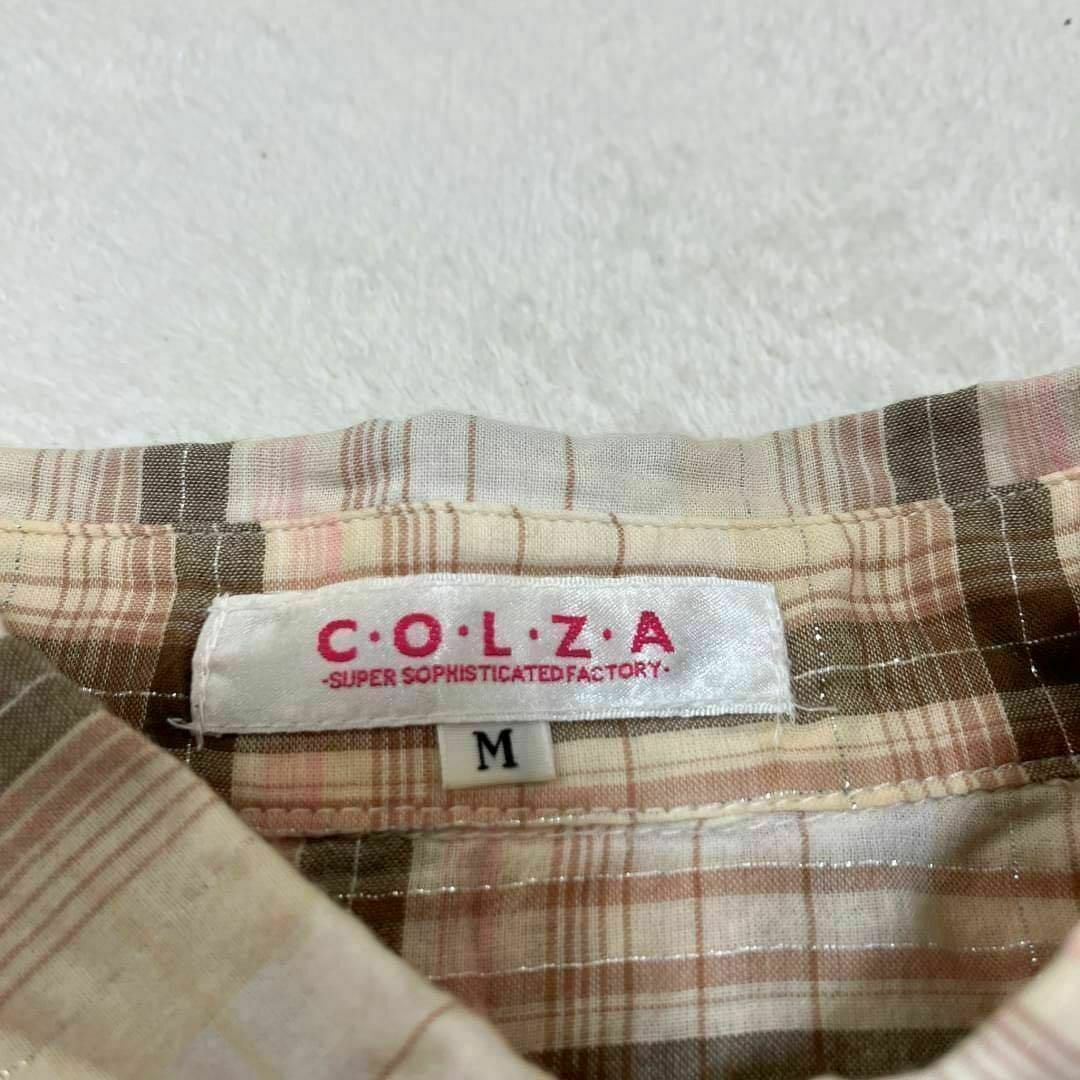 C·O·L·Z·A
-SUPER SOPHISTICATED FACTORY-
M